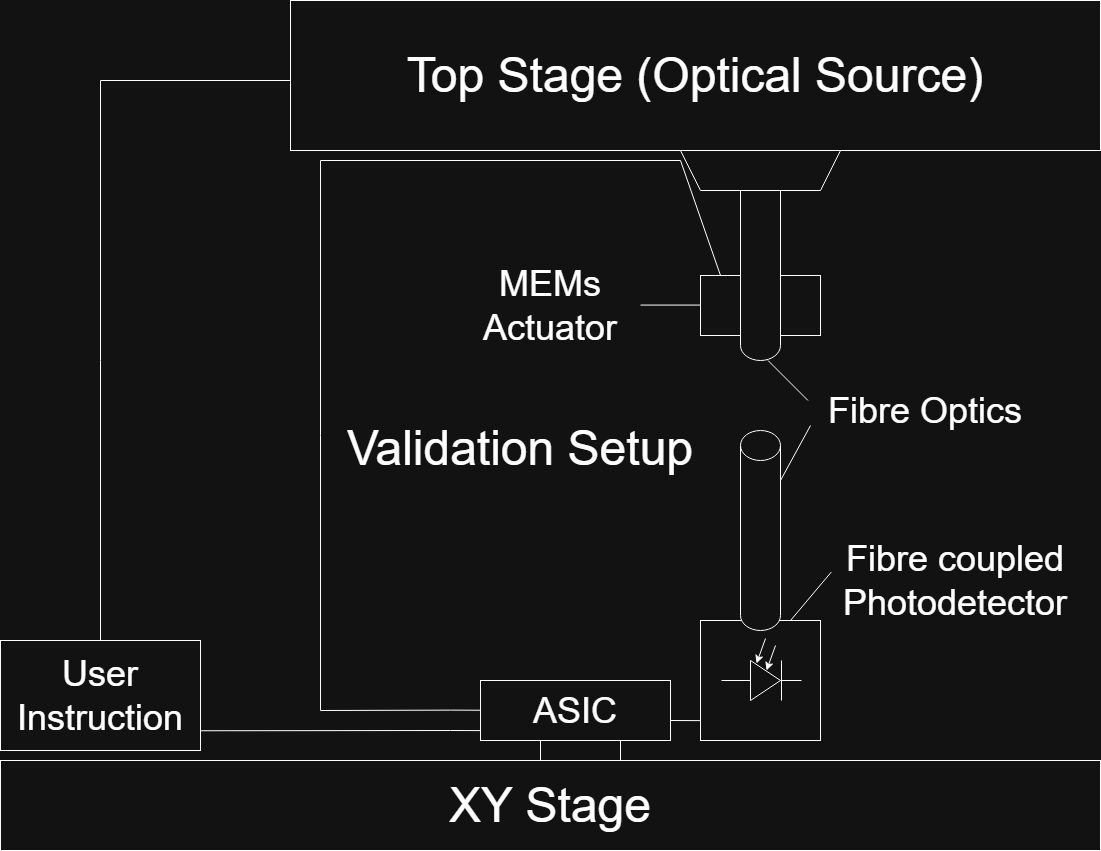 Top Stage (Optical Source)
MEMs
Actuator
Fibre Optics
Validation Setup
Fibre coupled
Photodetector
User
Instruction
ASIC
XY Stage